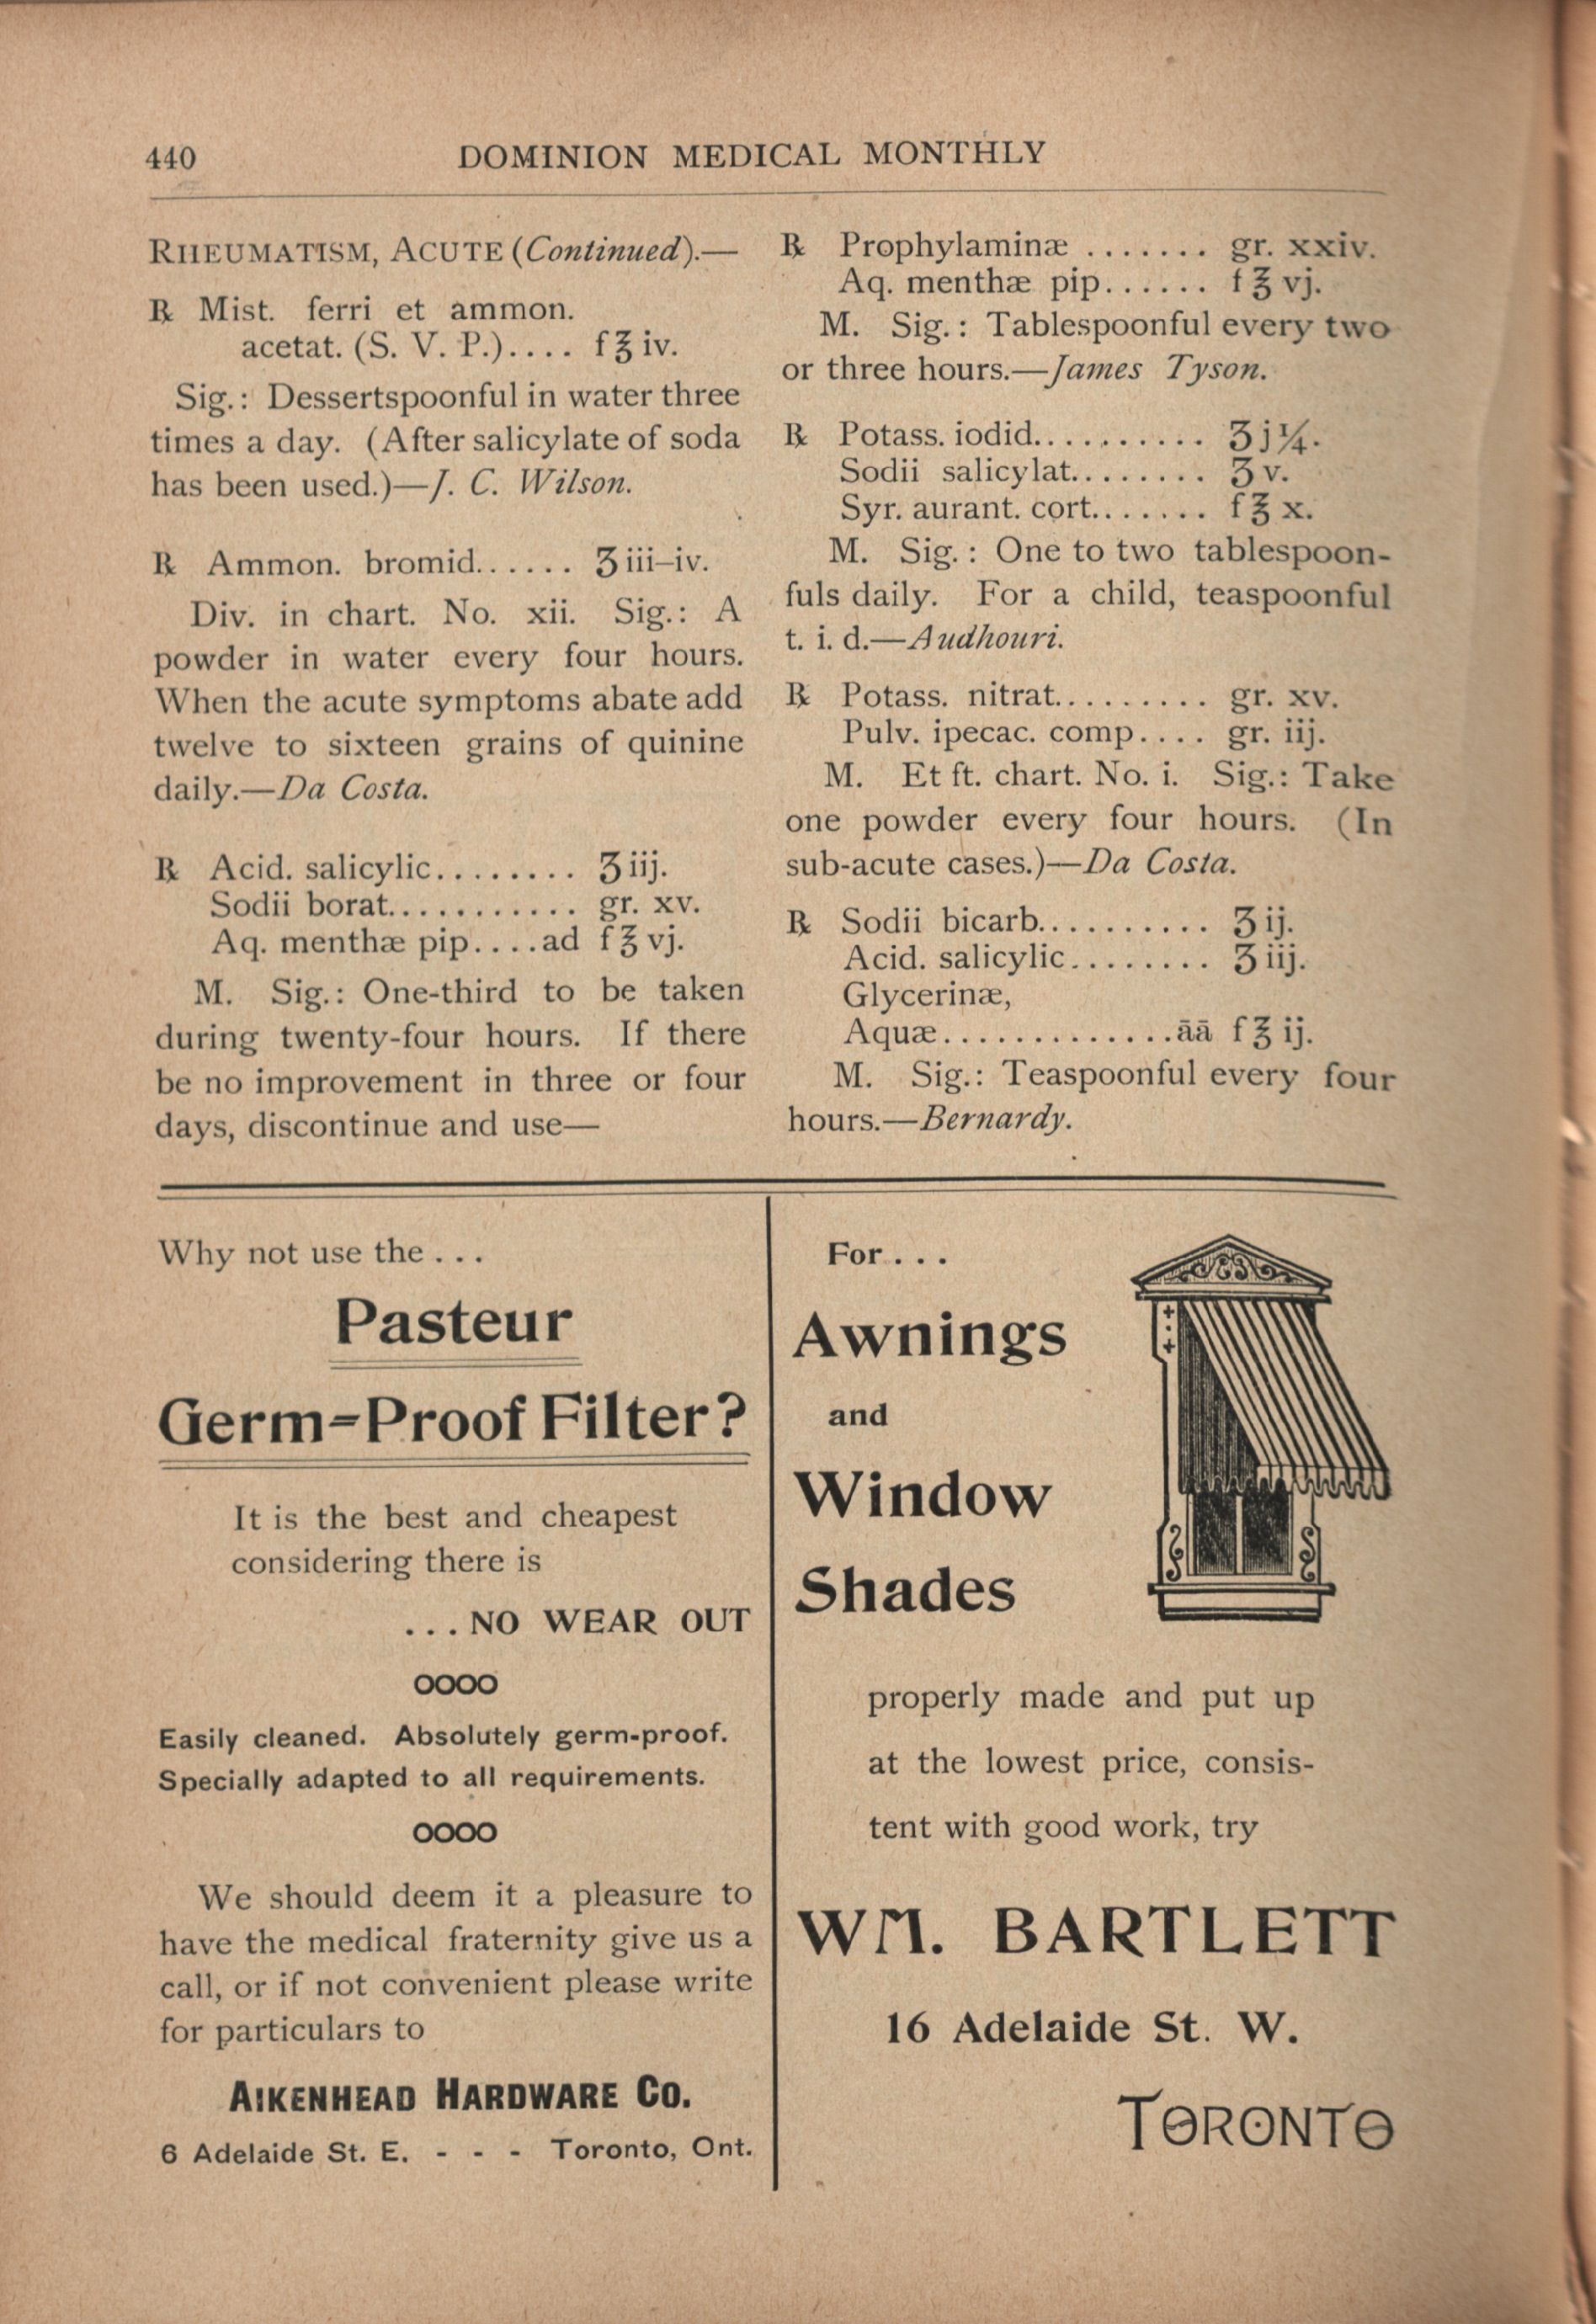 440 DOMINION MEDICAL MONTHLY
RHEUMATISM, ACUTE (Continued).—
℞ Mist. ferri et ammon.
acetat. (S. V. P.).... f℥iv.
Sig.: Dessertspoonful in water three
times a day. (After salicylate of soda
has been used.)—J. C. Wilson.
℞ Ammon. bromid...... ʒiii–iv.
Div. in chart. No. xii. Sig.: A
powder in water every four hours.
When the acute symptoms abate add
twelve to sixteen grains of quinine
daily.—Da Costa.
℞ Acid. salicylic........ ʒiij.
Sodii borat............ gr. xv.
Aq. menthæ pip....ad f℥vj.
M. Sig.: One-third to be taken
during twenty-four hours. If there
be no improvement in three or four
days, discontinue and use—
℞ Prophylaminæ ....... gr. xxiv.
Aq. menthæ pip...... f℥vj.
M. Sig.: Tablespoonful every two
or three hours.—James Tyson.
℞ Potass. iodid.......... ʒj¼.
Sodii salicylat........ ʒv.
Syr. aurant. cort....... f℥x.
M. Sig.: One to two tablespoon-
fuls daily. For a child, teaspoonful
t. i. d.—Audhouri.
℞ Potass. nitrat......... gr. xv.
Pulv. ipecac. comp.... gr. iij.
M. Et ft. chart. No. i. Sig.: Take
one powder every four hours. (In
sub-acute cases.)—Da Costa.
℞ Sodii bicarb.......... ʒij.
Acid. salicylic........ ʒiij.
Glycerinæ,
Aquæ..............āā f℥ij.
M. Sig.: Teaspoonful every four
hours.—Bernardy.
Why not use the ...
Pasteur
Germ-Proof Filter?
It is the best and cheapest
considering there is
...NO WEAR OUT
oooo
Easily cleaned. Absolutely germ-proof.
Specially adapted to all requirements.
oooo
We should deem it a pleasure to
have the medical fraternity give us a
call, or if not convenient please write
for particulars to
AIKENHEAD HARDWARE CO.
6 Adelaide St. E. - - - Toronto, Ont.
For...
Awnings
and
Window
Shades
properly made and put up
at the lowest price, consis-
tent with good work, try
WM. BARTLETT
16 Adelaide St. W.
TORONTO